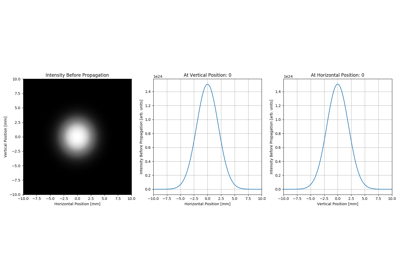 Intensity Before Propagation
At Vertical Position: 0
At Horizontal Position: 0
1e24
1e24
Vertical Position [mm]
10.0
7.5
5.0
2.5
0.0
−2.5
−5.0
−7.5
−10.0
−10.0 −7.5 −5.0 −2.5 0.0 2.5 5.0 7.5 10.0
Horizontal Position [mm]
Intensity Before Propagation [arb. units]
1.4
1.2
1.0
0.8
0.6
0.4
0.2
0.0
−10.0 −7.5 −5.0 −2.5 0.0 2.5 5.0 7.5 10.0
Horizontal Position [mm]
Intensity Before Propagation [arb. units]
1.4
1.2
1.0
0.8
0.6
0.4
0.2
0.0
−10.0 −7.5 −5.0 −2.5 0.0 2.5 5.0 7.5 10.0
Vertical Position [mm]